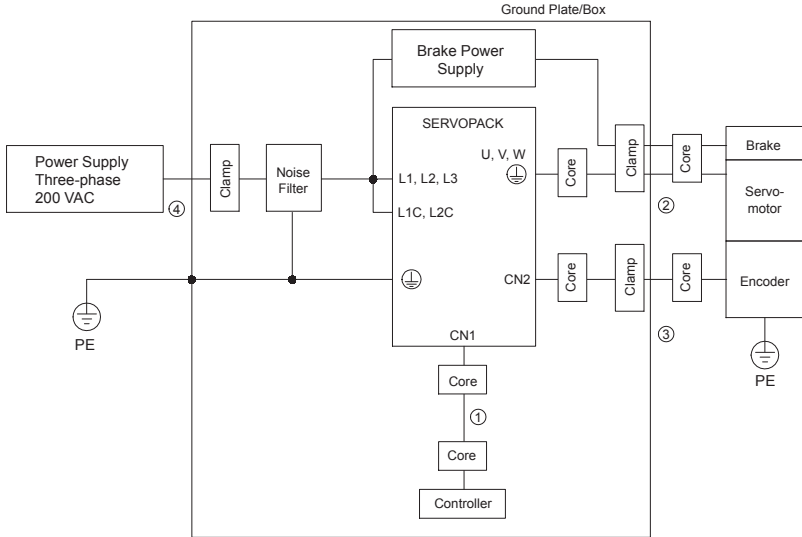 Ground Plate/Box
Brake Power
Supply
SERVOPACK
U, V, W
Power Supply
Three-phase
200 VAC
④
Clamp
Noise
Filter
L1, L2, L3
L1C, L2C
Core
Clamp
Core
Brake
Servo-
motor
②
PE
CN2
Core
Clamp
Core
Encoder
③
PE
CN1
Core
①
Core
Controller